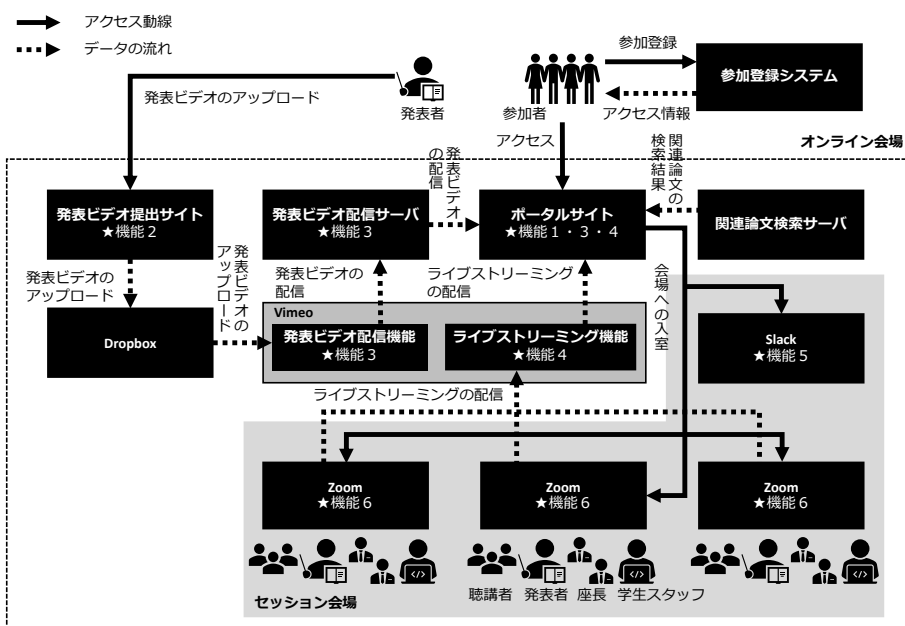 アクセス動線
データの流れ
発表ビデオのアップロード
発表者
参加者
参加登録
アクセス情報
参加登録システム
アクセス
オンライン会場
発表ビデオ提出サイト
★機能２
発表ビデオ配信サーバ
★機能３
発表ビデオ
の配信
ポータルサイト
★機能１・３・４
関連論文の
検索結果
関連論文検索サーバ
発表ビデオの
アップロード
発表ビデオの
アップロード
発表ビデオの
配信
ライブストリーミング
の配信
会場への入室
Dropbox
Vimeo
発表ビデオ配信機能
★機能３
ライブストリーミング機能
★機能４
Slack
★機能５
ライブストリーミングの配信
Zoom
★機能６
Zoom
★機能６
Zoom
★機能６
聴講者 発表者 座長 学生スタッフ
セッション会場